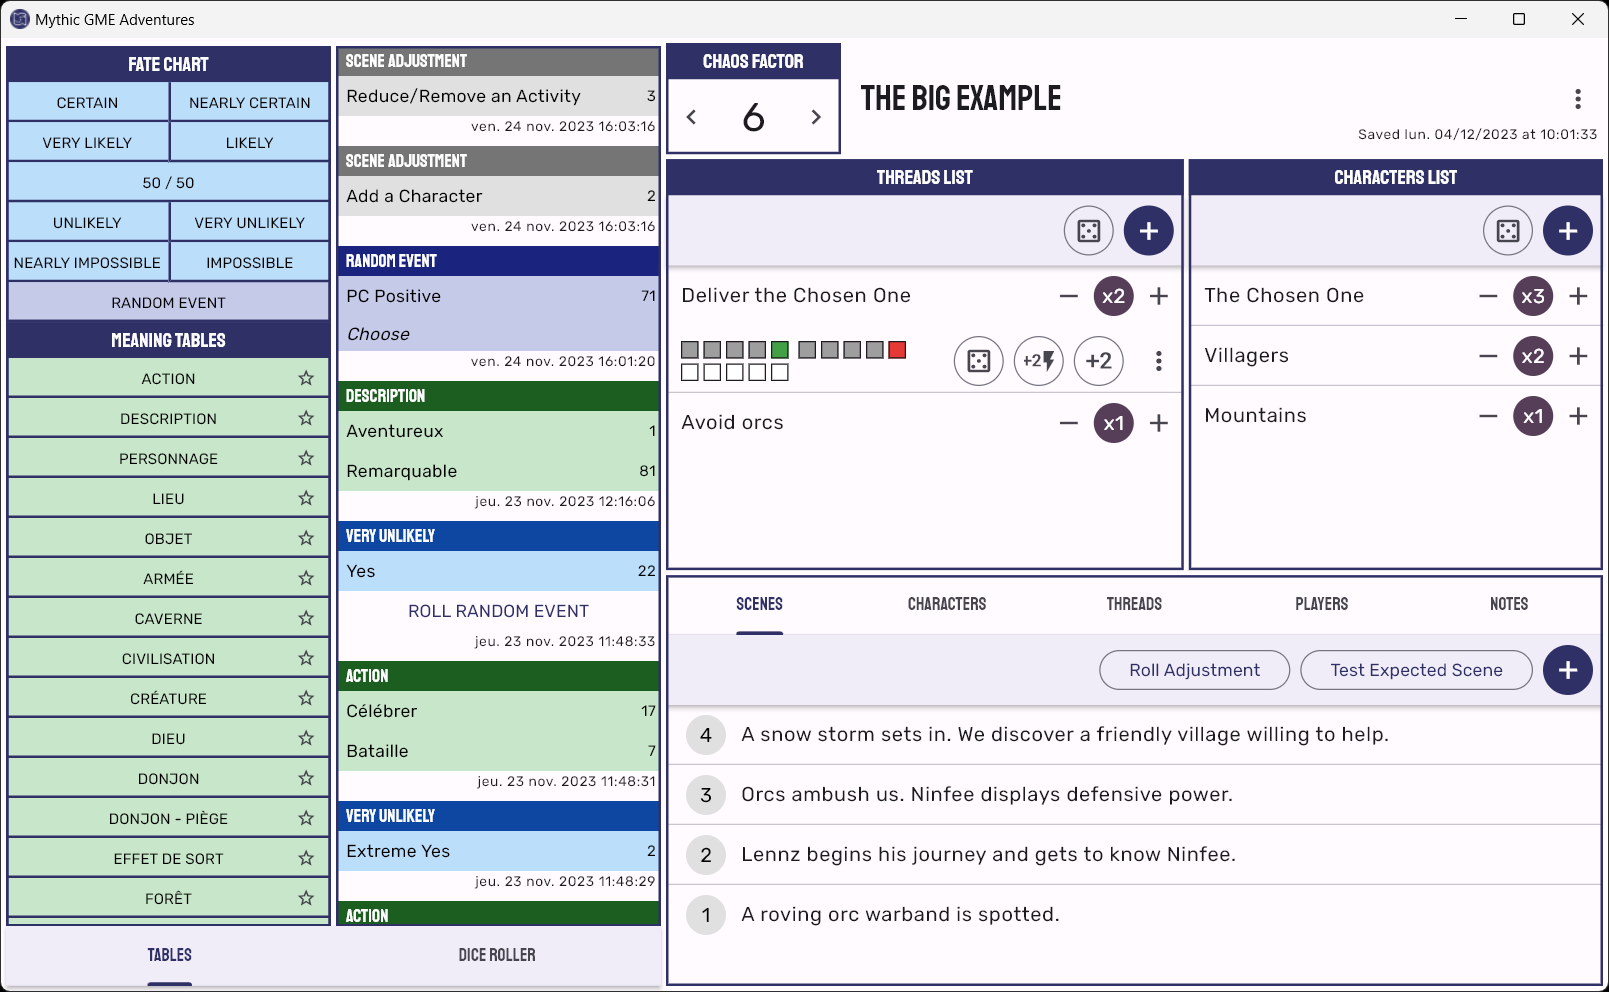 Mythic GME Adventures
FATE CHART
CERTAIN
NEARLY CERTAIN
VERY LIKELY
LIKELY
50 / 50
UNLIKELY
VERY UNLIKELY
NEARLY IMPOSSIBLE
IMPOSSIBLE
RANDOM EVENT
MEANING TABLES
ACTION
DESCRIPTION
PERSONNAGE
LIEU
OBJET
ARMÉE
CAVERNE
CIVILISATION
CRÉATURE
DIEU
DONJON
DONJON - PIÈGE
EFFET DE SORT
FORÊT
TABLES
DICE ROLLER
SCENE ADJUSTMENT
Reduce/Remove an Activity 3
ven. 24 nov. 2023 16:03:16
SCENE ADJUSTMENT
Add a Character 2
ven. 24 nov. 2023 16:03:16
RANDOM EVENT
PC Positive 71
Choose
ven. 24 nov. 2023 16:01:20
DESCRIPTION
Aventureux 1
Remarquable 81
jeu. 23 nov. 2023 12:16:06
VERY UNLIKELY
Yes 22
ROLL RANDOM EVENT
jeu. 23 nov. 2023 11:48:33
ACTION
Célébrer 17
Bataille 7
jeu. 23 nov. 2023 11:48:31
VERY UNLIKELY
Extreme Yes 2
jeu. 23 nov. 2023 11:48:29
ACTION
CHAOS FACTOR
6
THE BIG EXAMPLE
Saved lun. 04/12/2023 at 10:01:33
THREADS LIST
Deliver the Chosen One x2
+2 +2
Avoid orcs x1
CHARACTERS LIST
The Chosen One x3
Villagers x2
Mountains x1
SCENES CHARACTERS THREADS PLAYERS NOTES
Roll Adjustment Test Expected Scene
4 A snow storm sets in. We discover a friendly village willing to help.
3 Orcs ambush us. Ninfee displays defensive power.
2 Lennz begins his journey and gets to know Ninfee.
1 A roving orc warband is spotted.